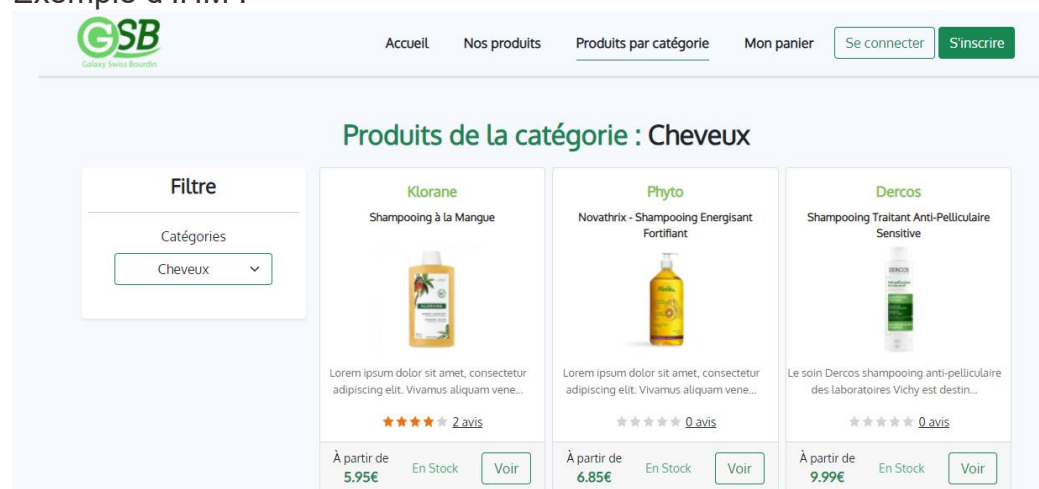 Exemple d'IHM :
GSB
Galaxy Swiss Bourdin
Accueil Nos produits Produits par catégorie Mon panier Se connecter S'inscrire
Produits de la catégorie : Cheveux
Filtre
Catégories
Cheveux
Klorane
Shampooing à la Mangue
Lorem ipsum dolor sit amet, consectetur
adipiscing elit. Vivamus aliquam vene...
2 avis
À partir de
5.95€
En Stock
Voir
Phyto
Novathrix - Shampooing Energisant
Fortifiant
Lorem ipsum dolor sit amet, consectetur
adipiscing elit. Vivamus aliquam vene...
0 avis
À partir de
6.85€
En Stock
Voir
Dercos
Shampooing Traitant Anti-Pelliculaire
Sensitive
DERCOS
Le soin Dercos shampooing anti-pelliculaire
des laboratoires Vichy est destin...
0 avis
À partir de
9.99€
En Stock
Voir